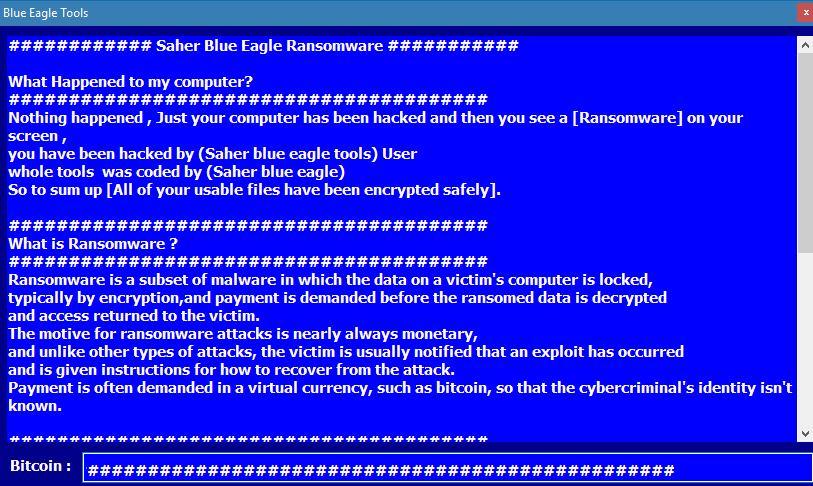 Blue Eagle Tools
x
############ Saher Blue Eagle Ransomware ###########
What Happened to my computer?
########################################
Nothing happened , Just your computer has been hacked and then you see a [Ransomware] on your
screen ,
you have been hacked by (Saher blue eagle tools) User
whole tools  was coded by (Saher blue eagle)
So to sum up [All of your usable files have been encrypted safely].
########################################
What is Ransomware ?
########################################
Ransomware is a subset of malware in which the data on a victim's computer is locked,
typically by encryption,and payment is demanded before the ransomed data is decrypted
and access returned to the victim.
The motive for ransomware attacks is nearly always monetary,
and unlike other types of attacks, the victim is usually notified that an exploit has occurred
and is given instructions for how to recover from the attack.
Payment is often demanded in a virtual currency, such as bitcoin, so that the cybercriminal's identity isn't
known.
########################################
Bitcoin : #################################################